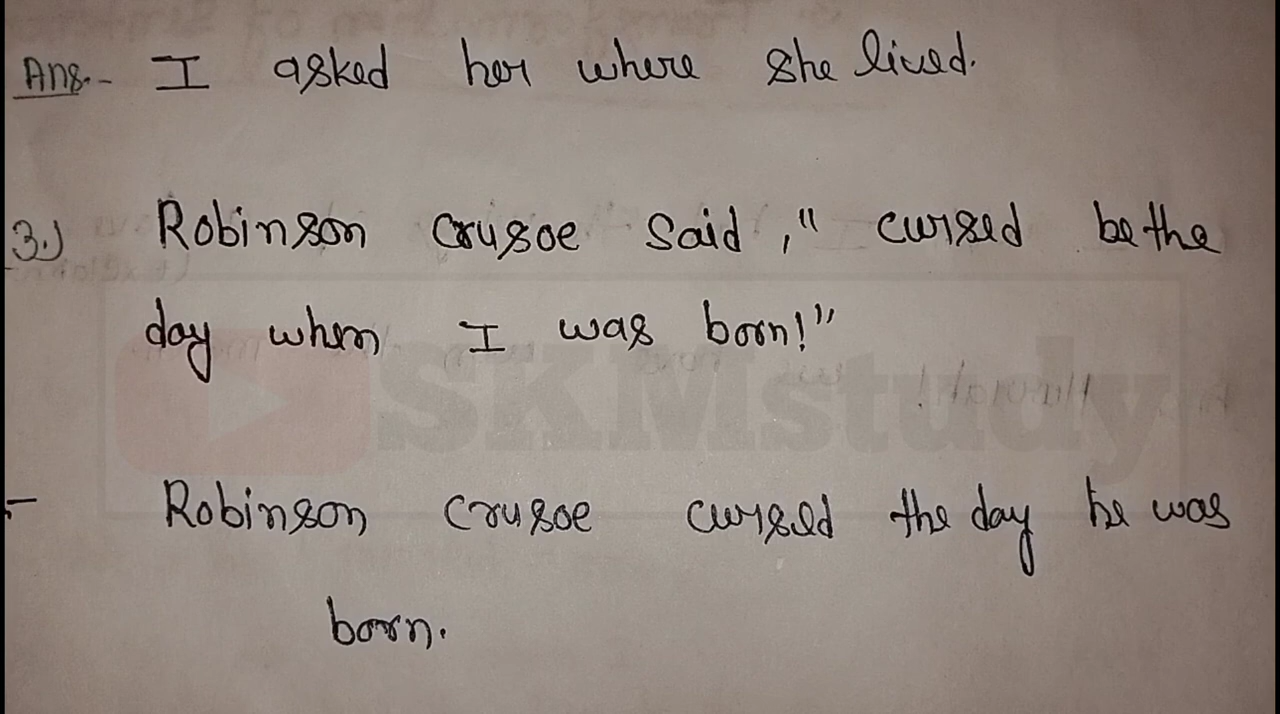 Ans.- I asked her where she lived.
3.) Robinson Crusoe said ," cursed be the
day when I was born!"
SKMstudy
- Robinson Crusoe cursed the day he was
born.